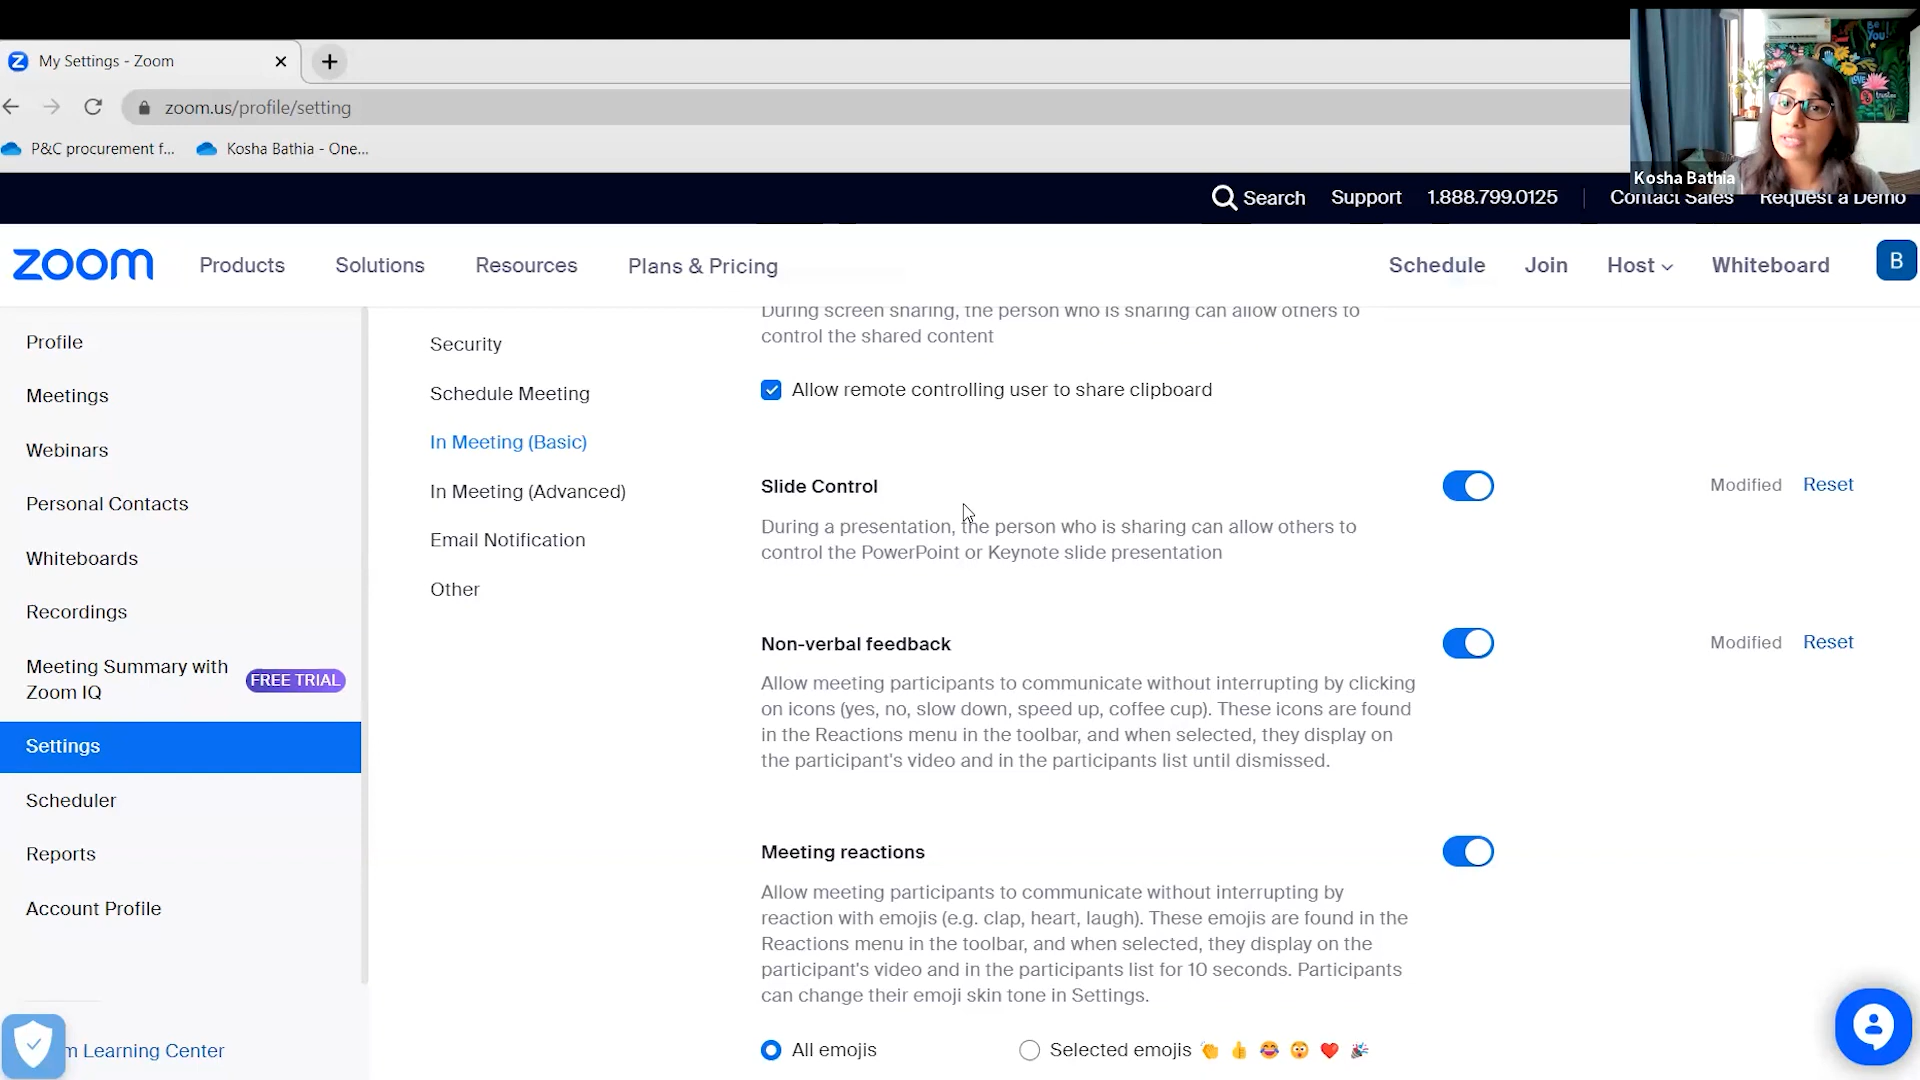 My Settings - Zoom
zoom.us/profile/setting
P&C procurement f...
Kosha Bathia - One...
Be
You!
LOVE
Kosha Bathia
Search
Support
1.888.799.0125
Contact Sales
Request a Demo
zoom
Products
Solutions
Resources
Plans & Pricing
Schedule
Join
Host
Whiteboard
B
Profile
Meetings
Webinars
Personal Contacts
Whiteboards
Recordings
Meeting Summary with
Zoom IQ
FREE TRIAL
Settings
Scheduler
Reports
Account Profile
Learning Center
Security
Schedule Meeting
In Meeting (Basic)
In Meeting (Advanced)
Email Notification
Other
During screen sharing, the person who is sharing can allow others to
control the shared content
Allow remote controlling user to share clipboard
Slide Control
Modified
Reset
During a presentation, the person who is sharing can allow others to
control the PowerPoint or Keynote slide presentation
Non-verbal feedback
Modified
Reset
Allow meeting participants to communicate without interrupting by clicking
on icons (yes, no, slow down, speed up, coffee cup). These icons are found
in the Reactions menu in the toolbar, and when selected, they display on
the participant's video and in the participants list until dismissed.
Meeting reactions
Allow meeting participants to communicate without interrupting by
reaction with emojis (e.g. clap, heart, laugh). These emojis are found in the
Reactions menu in the toolbar, and when selected, they display on the
participant's video and in the participants list for 10 seconds. Participants
can change their emoji skin tone in Settings.
All emojis
Selected emojis